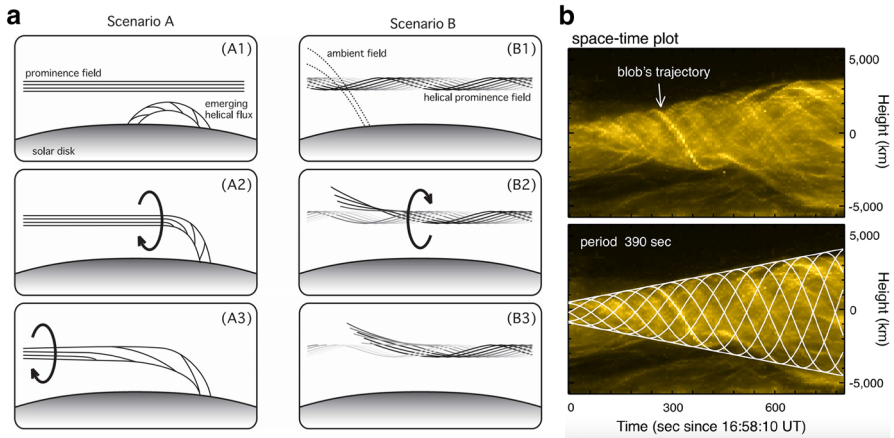 a
Scenario A
Scenario B
(A1)
prominence field
emerging
helical flux
solar disk
(B1)
ambient field
helical prominence field
(A2)
(B2)
(A3)
(B3)
b
space-time plot
blob's trajectory
5,000
0
-5,000
Height (km)
period 390 sec
5,000
0
-5,000
Height (km)
0
300
600
Time (sec since 16:58:10 UT)